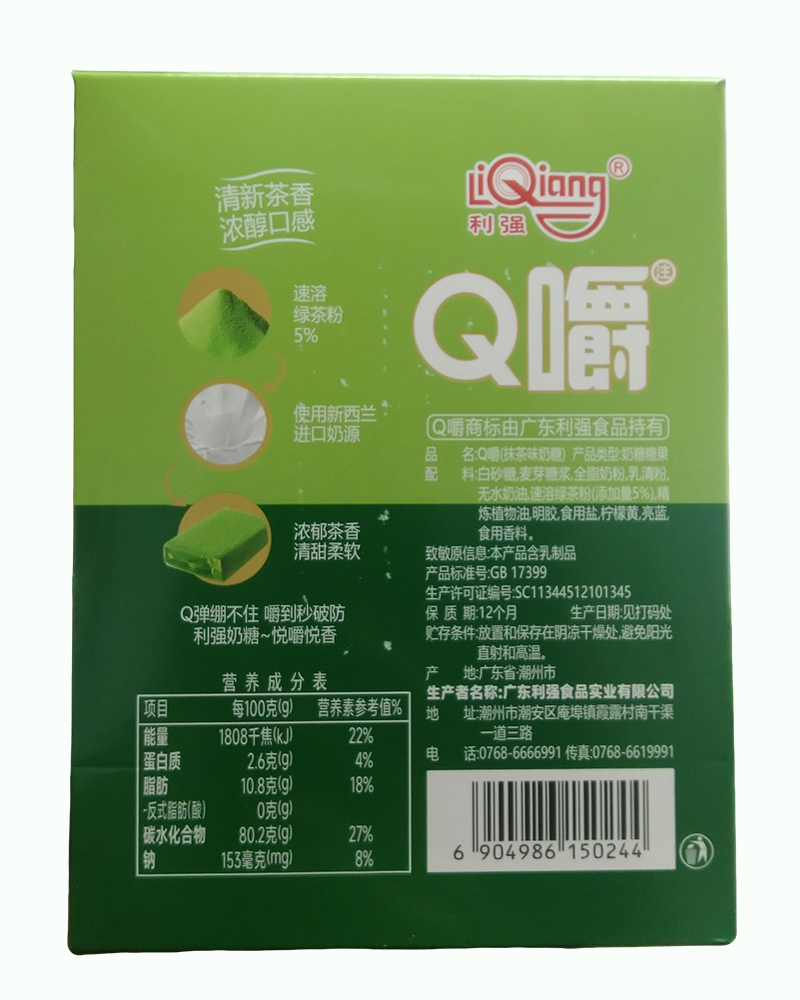 清新茶香
浓醇口感
速溶
绿茶粉
5%
使用新西兰
进口奶源
浓郁茶香
清甜柔软
Q弹绷不住 嚼到秒破防
利强奶糖~悦嚼悦香
营养成分表
项目 每100克(g) 营养素参考值%
能量 1808千焦(kJ) 22%
蛋白质 2.6克(g) 4%
脂肪 10.8克(g) 18%
-反式脂肪(酸) 0克(g)
碳水化合物 80.2克(g) 27%
钠 153毫克(mg) 8%
LiQiang®
利强
Q嚼注
Q嚼商标由广东利强食品持有
品 名:Q嚼(抹茶味奶糖) 产品类型:奶糖糖果
配 料:白砂糖,麦芽糖浆,全脂奶粉,乳清粉,
无水奶油,速溶绿茶粉(添加量5%),精
炼植物油,明胶,食用盐,柠檬黄,亮蓝,
食用香料。
致敏原信息:本产品含乳制品
产品标准号:GB 17399
生产许可证编号:SC11344512101345
保 质 期:12个月 生产日期:见打码处
贮存条件:放置和保存在阴凉干燥处,避免阳光
直射和高温。
产 地:广东省·潮州市
生产者名称:广东利强食品实业有限公司
地 址:潮州市潮安区庵埠镇霞露村南干渠
一道三路
电 话:0768-6666991 传真:0768-6619991
6 904986 150244